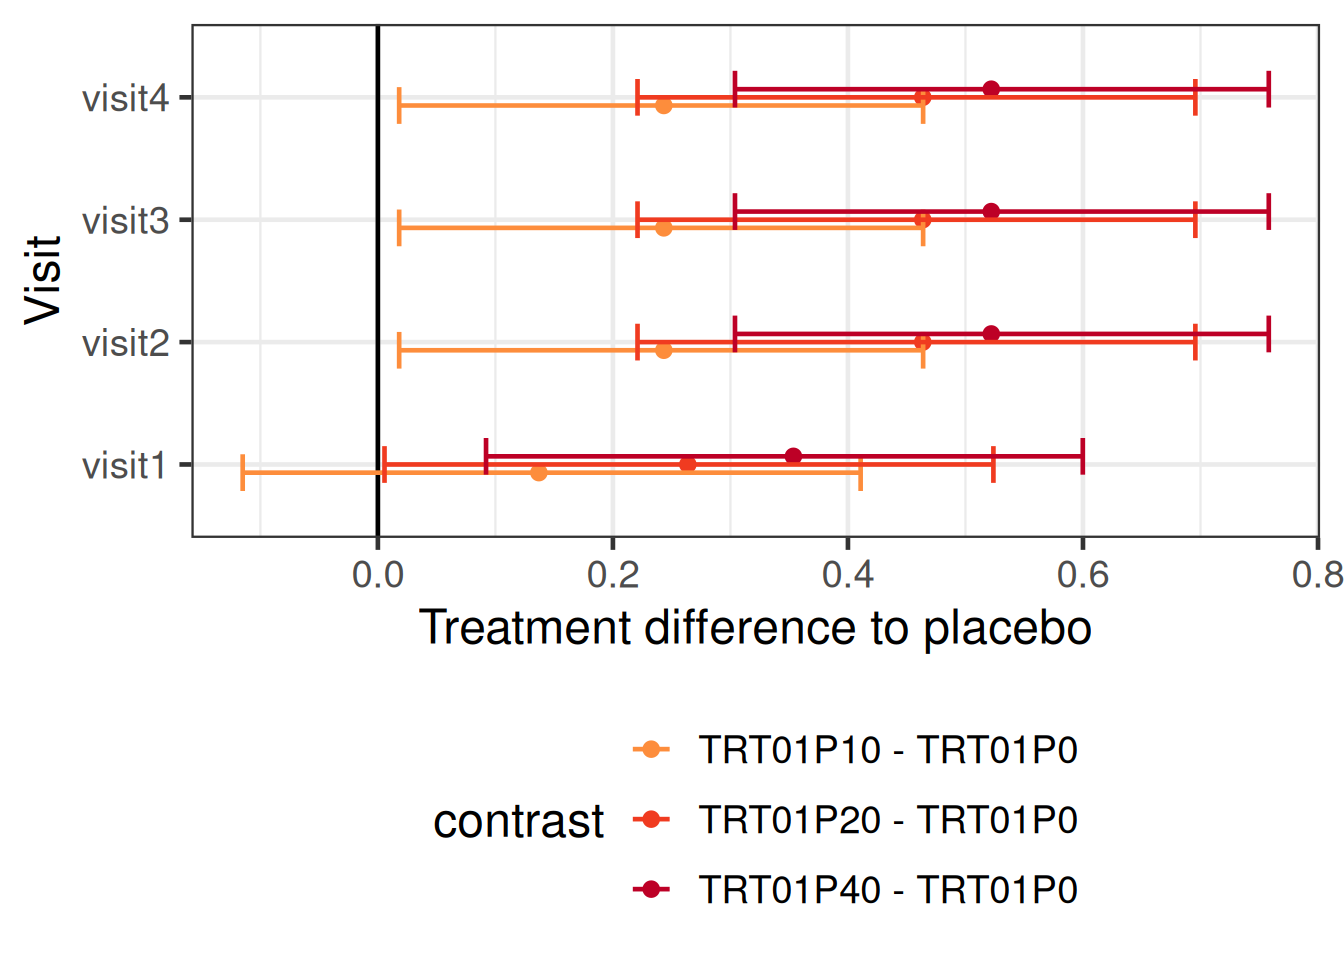 visit4
visit3
visit2
visit1
Visit
0.0 0.2 0.4 0.6 0.8
Treatment difference to placebo
contrast
TRT01P10 - TRT01P0
TRT01P20 - TRT01P0
TRT01P40 - TRT01P0